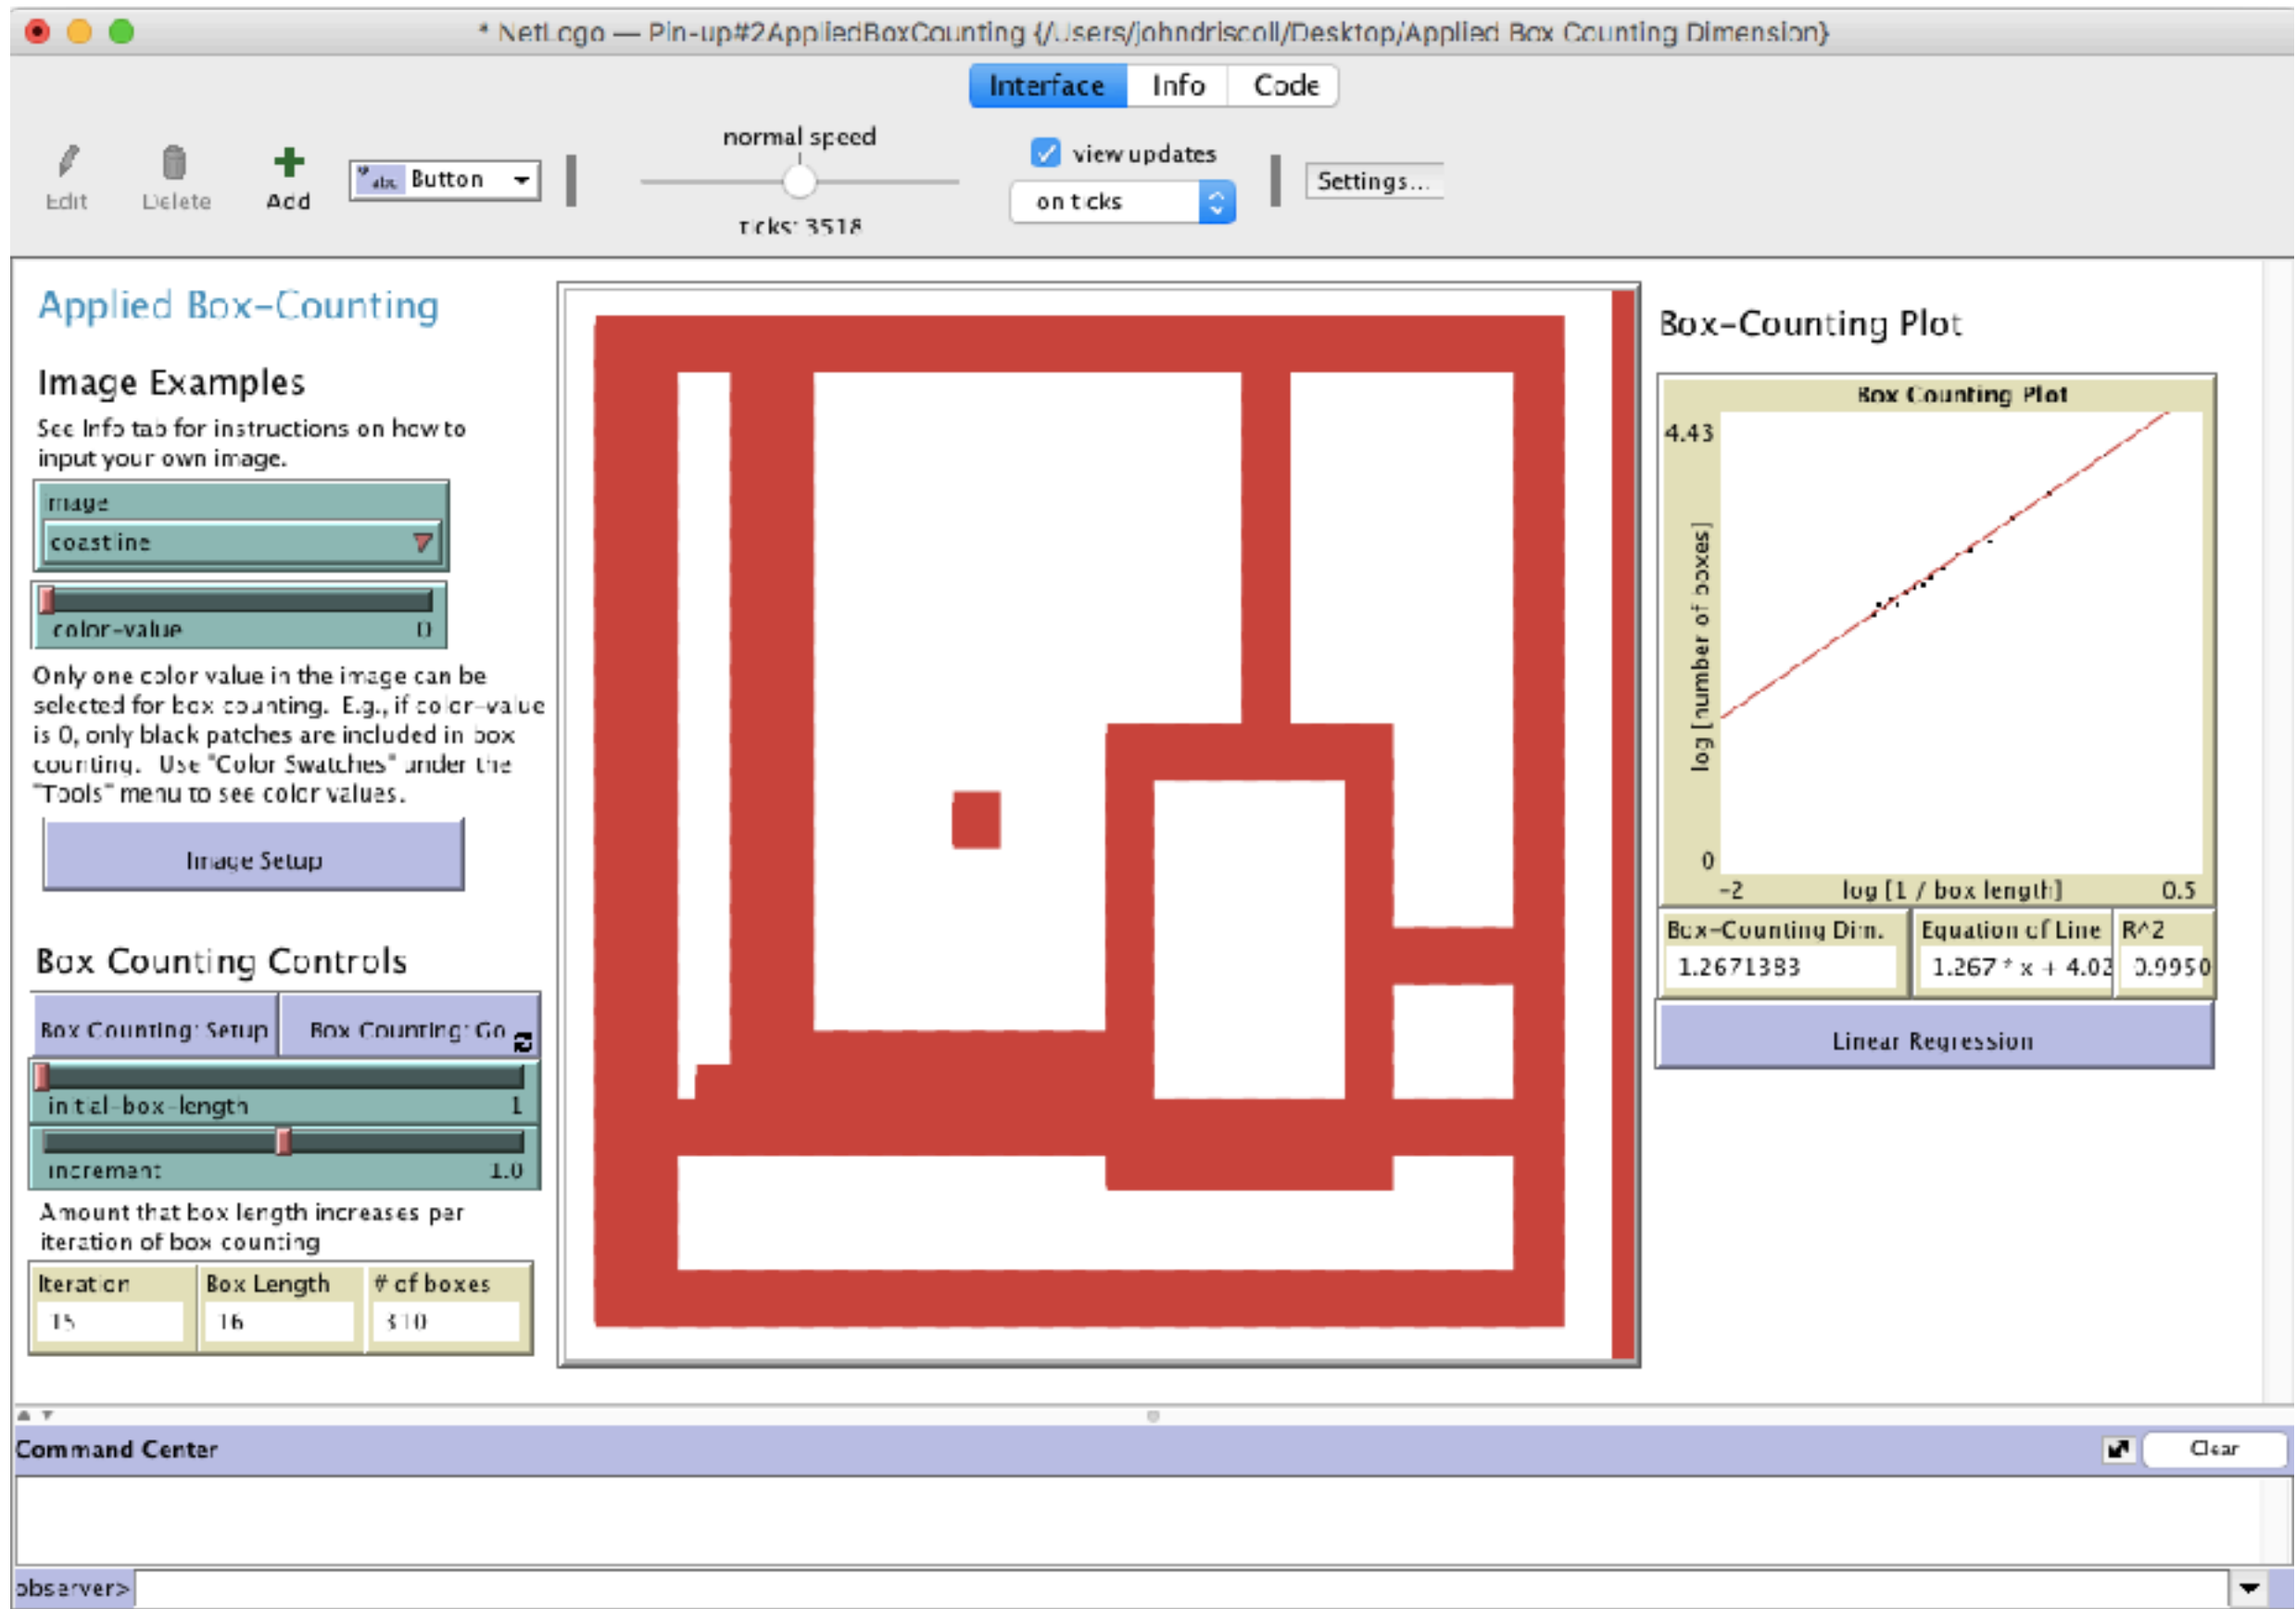 * NetLogo — Pin-up#2AppliedBoxCounting {/Users/johndriscoll/Desktop/Applied Box Counting Dimension}
Interface Info Code
Edit Delete Add
abc Button
normal speed
ticks: 3518
view updates
on ticks
Settings...
Applied Box-Counting
Image Examples
See Info tab for instructions on how to
input your own image.
image
coastline
color-value 0
Only one color value in the image can be
selected for box counting. E.g., if color-value
is 0, only black patches are included in box
counting. Use "Color Swatches" under the
"Tools" menu to see color values.
Image Setup
Box Counting Controls
Box Counting: Setup Box Counting: Go
initial-box-length 1
increment 1.0
Amount that box length increases per
iteration of box counting
Iteration Box Length # of boxes
15 16 310
Box-Counting Plot
Box Counting Plot
4.43
log [number of boxes]
0
-2 log [1 / box length] 0.5
Box-Counting Dim. Equation of Line R^2
1.2671383 1.267 * x + 4.02 0.9950
Linear Regression
Command Center
Clear
observer>